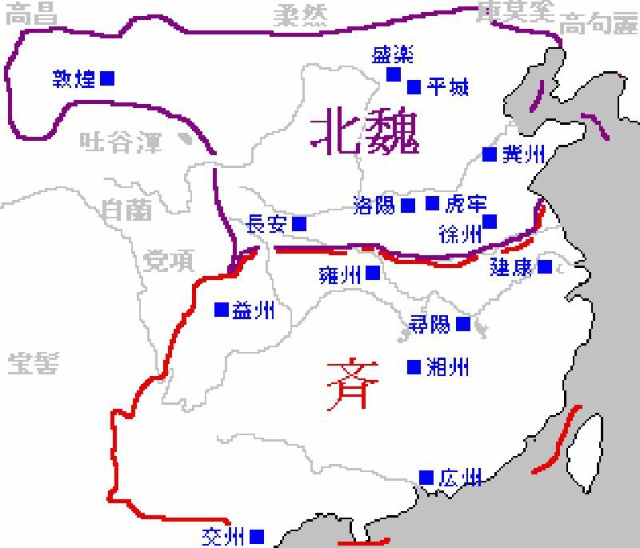 高昌
柔然
庫莫奚
高句麗
盛楽
敦煌
平城
北魏
吐谷渾
冀州
白蘭
洛陽
虎牢
長安
徐州
党項
建康
雍州
益州
尋陽
宝髻
湘州
斉
広州
交州